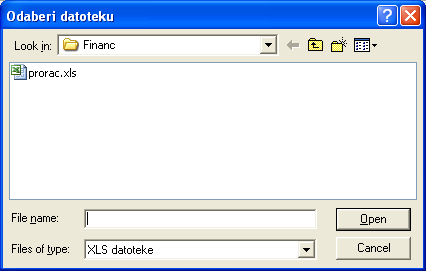 Odaberi datoteku
Look in: Financ
prorac.xls
File name: Open
Files of type: XLS datoteke Cancel